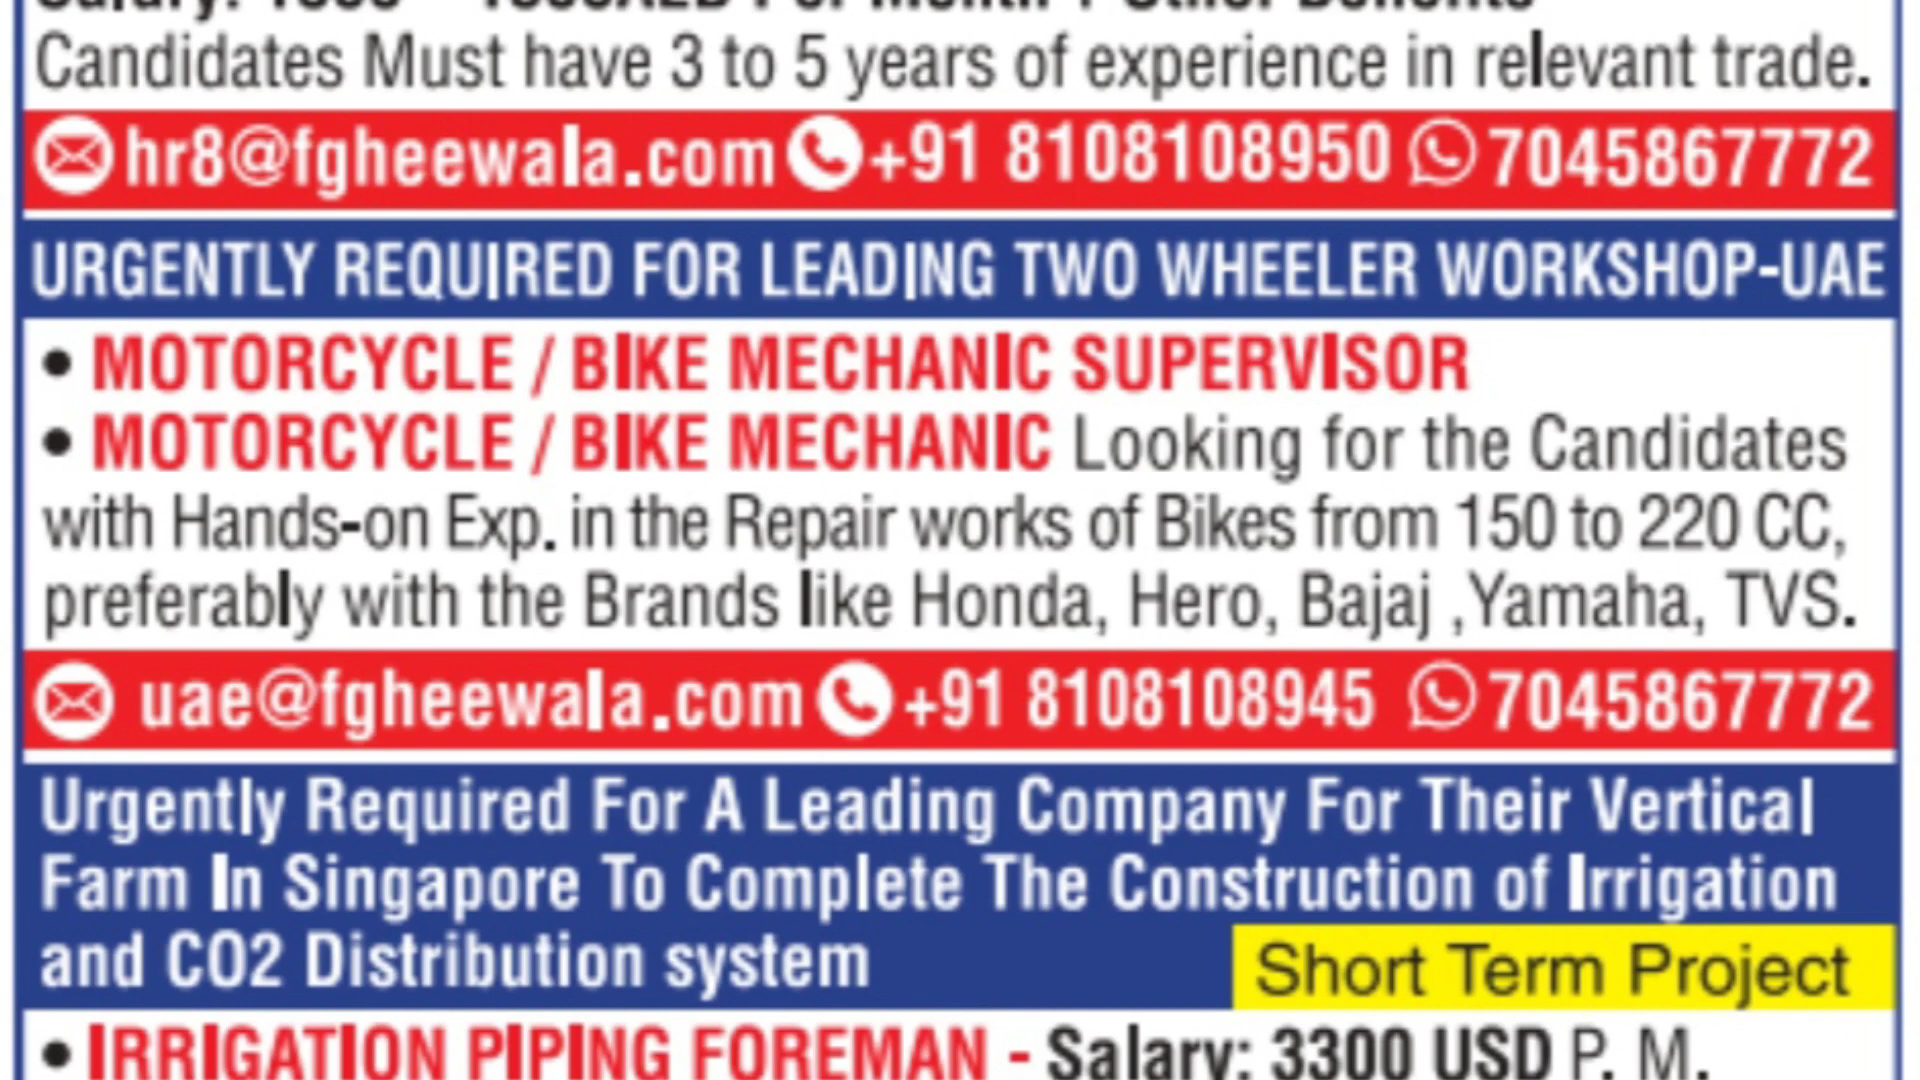 Candidates Must have 3 to 5 years of experience in relevant trade.
hr8@fgheewala.com +91 8108108950 7045867772
URGENTLY REQUIRED FOR LEADING TWO WHEELER WORKSHOP-UAE
• MOTORCYCLE / BIKE MECHANIC SUPERVISOR
• MOTORCYCLE / BIKE MECHANIC Looking for the Candidates
with Hands-on Exp. in the Repair works of Bikes from 150 to 220 CC,
preferably with the Brands like Honda, Hero, Bajaj ,Yamaha, TVS.
uae@fgheewala.com +91 8108108945 7045867772
Urgently Required For A Leading Company For Their Vertical
Farm In Singapore To Complete The Construction of Irrigation
and CO2 Distribution system
Short Term Project
• IRRIGATION PIPING FOREMAN - Salary: 3300 USD P. M.